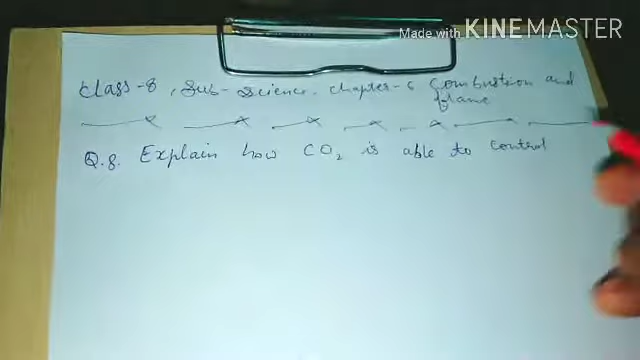 Made with KINEMASTER
Class-8, Sub- Science. Chapter-6 Combustion and
flame
Q.8. Explain how CO₂ is able to control